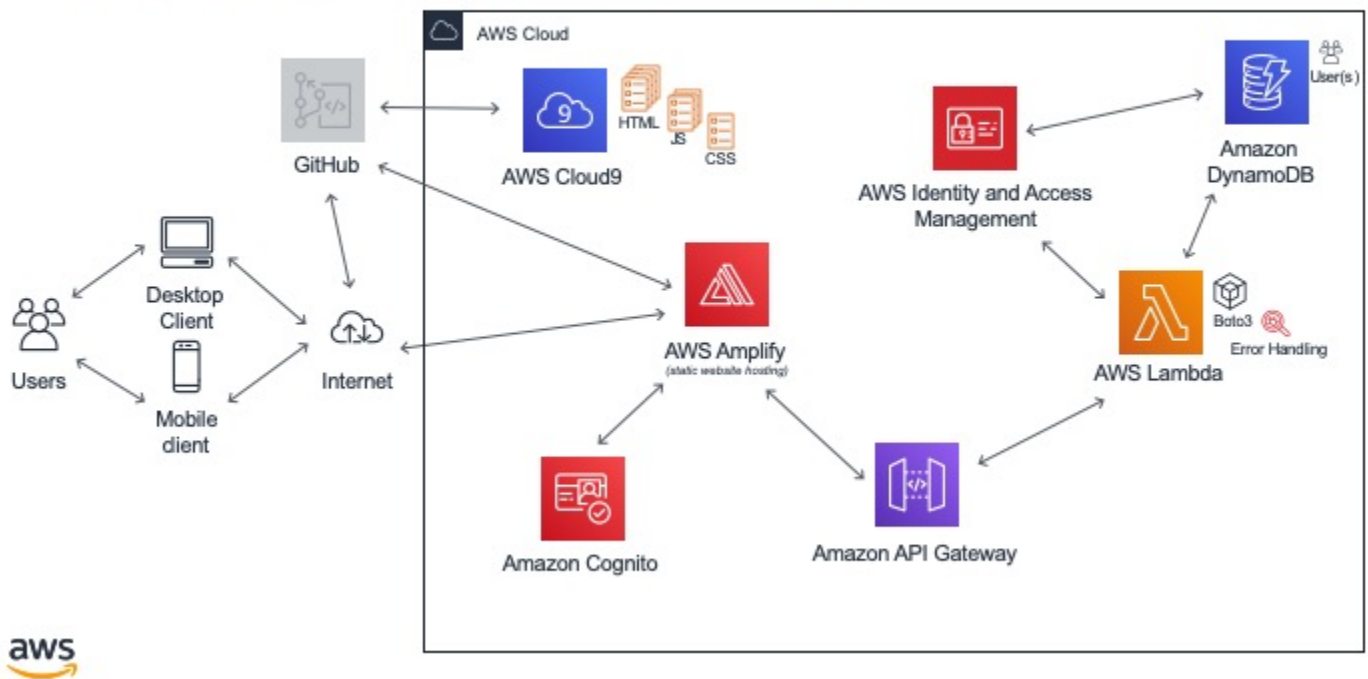 AWS Cloud
User(s)
9
HTML
JS
CSS
GitHub
AWS Cloud9
Amazon
DynamoDB
AWS Identity and Access
Management
Desktop
Client
Boto3
Error Handling
Users
Internet
AWS Amplify
(static website hosting)
AWS Lambda
Mobile
client
</>
Amazon Cognito
Amazon API Gateway
aws